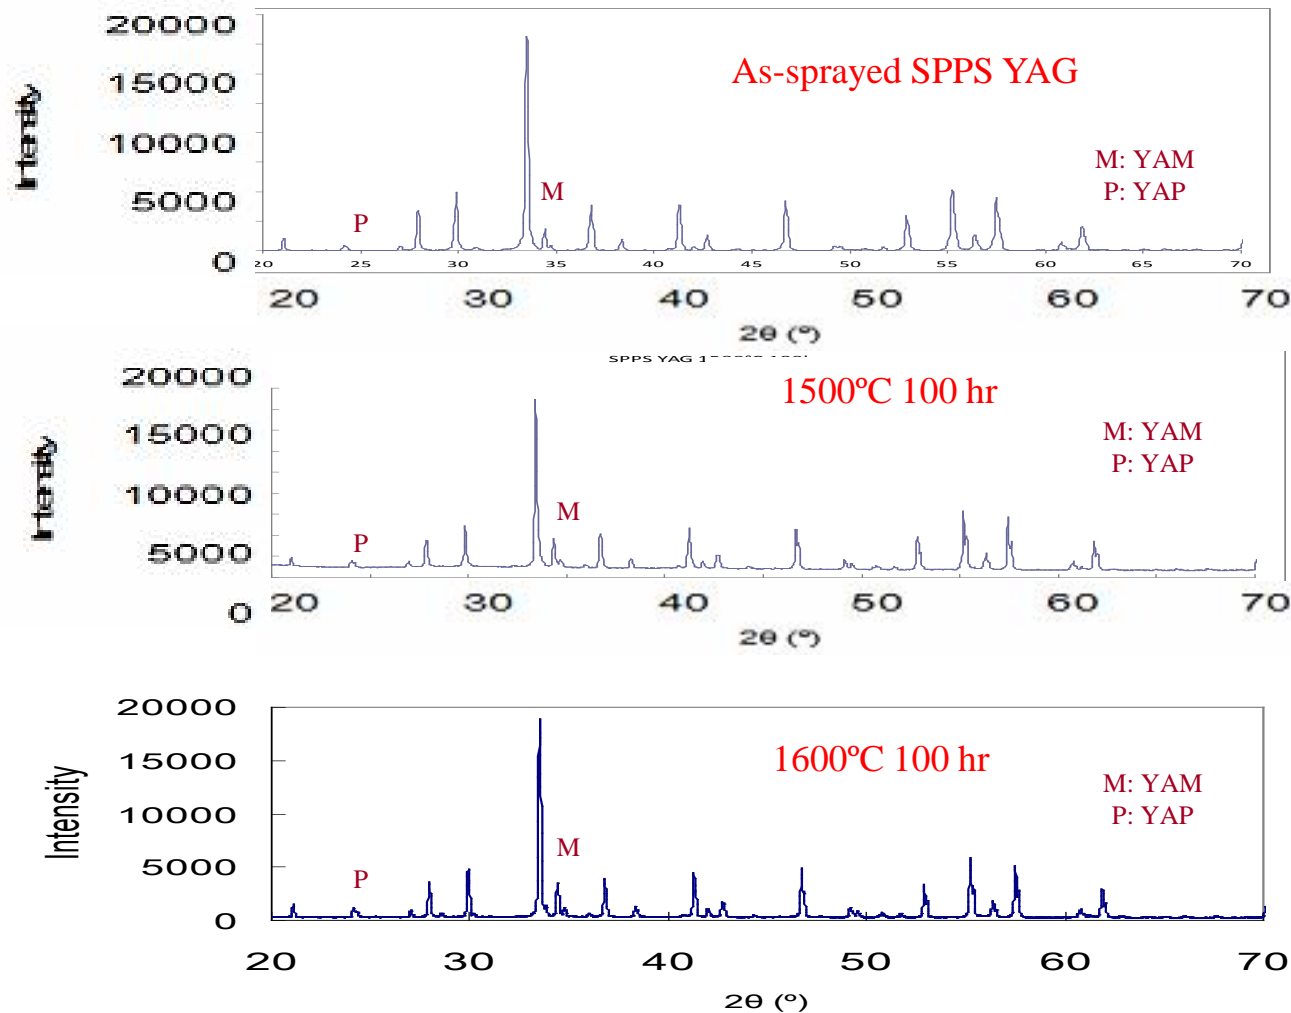 20000
As-sprayed SPPS YAG
15000
Intensity
10000
M: YAM
M
P: YAP
5000
P
0
20 25 30 35 40 45 50 55 60 65 70
20 30 40 50 60 70
2θ (º)
SPPS YAG
20000
1500ºC 100 hr
15000
M: YAM
Intensity
P: YAP
10000
M
P
5000
0
20 30 40 50 60 70
2θ (º)
20000
15000
1600ºC 100 hr
Intensity
M: YAM
10000
P: YAP
M
5000
P
0
20 30 40 50 60 70
2θ (º)